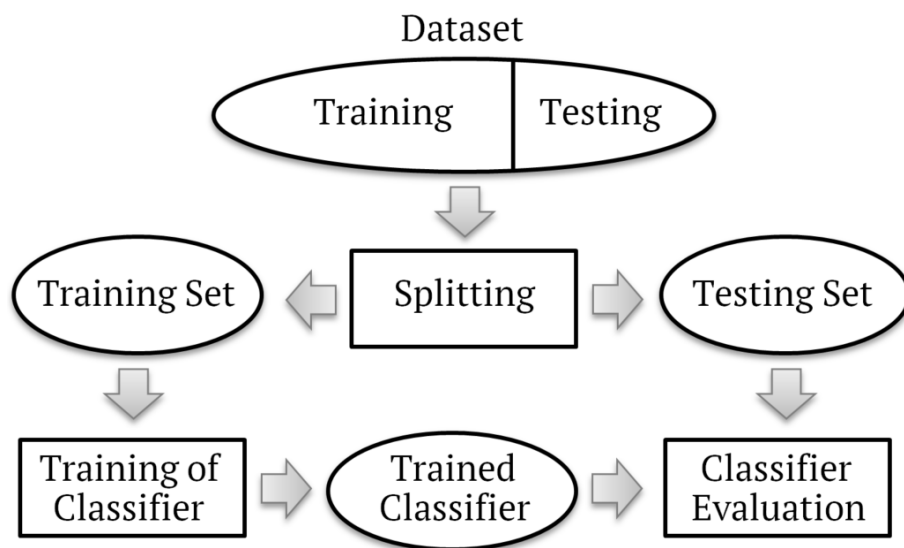 Dataset
Training
Testing
Training Set
Splitting
Testing Set
Training of
Classifier
Trained
Classifier
Classifier
Evaluation